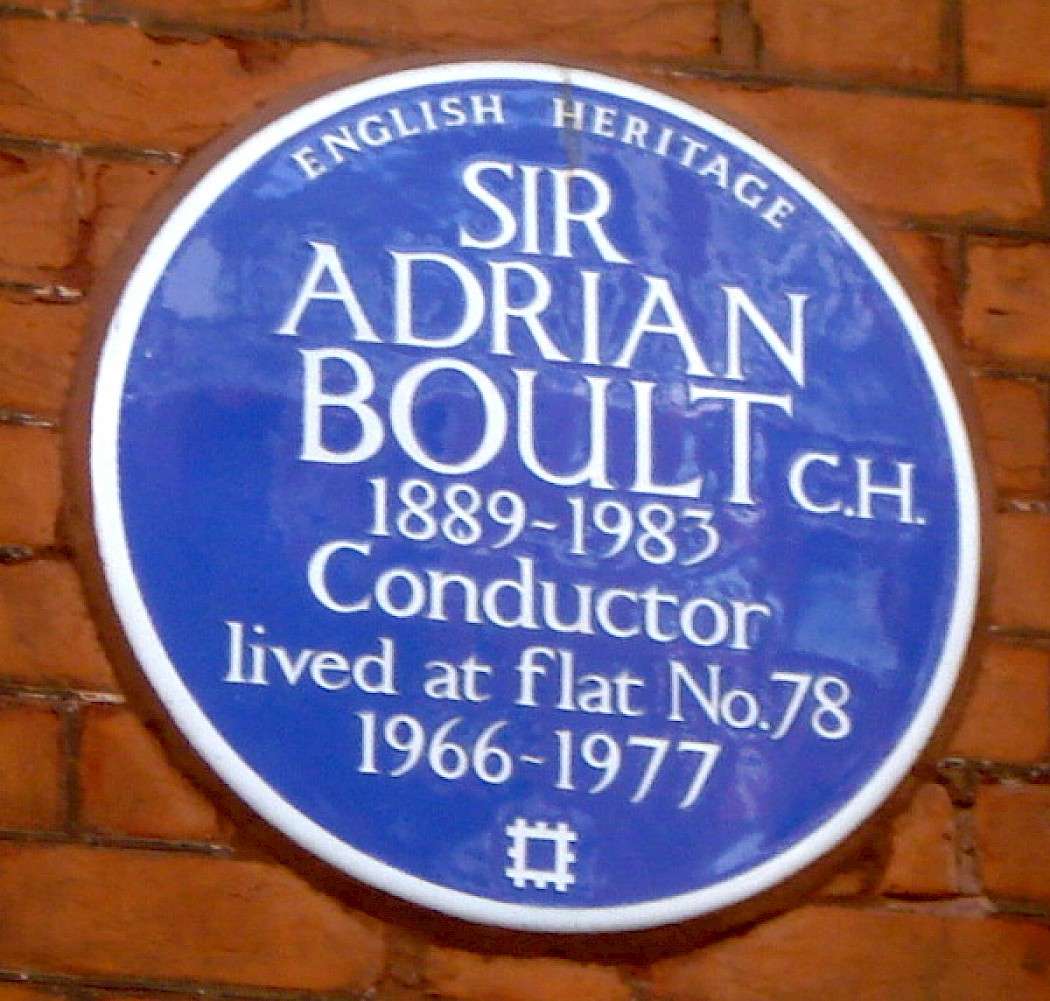 ENGLISH HERITAGE
SIR
ADRIAN
BOULT C.H.
1889-1983
Conductor
lived at flat No.78
1966-1977